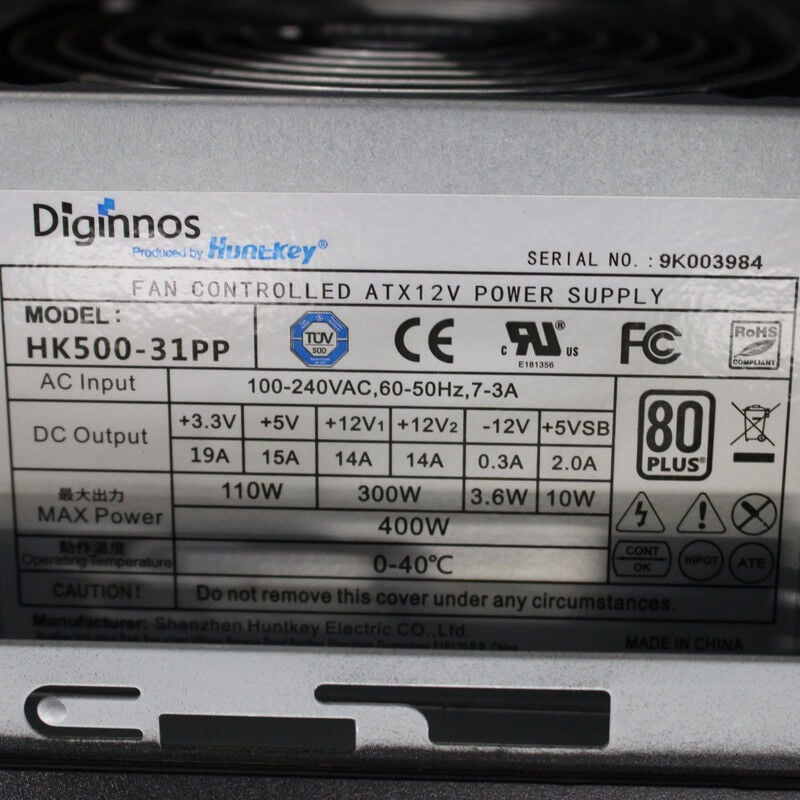 Diginnos
Produced by Huntkey®
SERIAL NO.: 9K003984
FAN CONTROLLED ATX12V POWER SUPPLY
MODEL:
HK500-31PP
TÜV
SÜD
CE
c RU® US
E181356
FC
RoHS
COMPLIANT
AC Input 100-240VAC,60-50Hz,7-3A
DC Output +3.3V +5V +12V1 +12V2 -12V +5VSB
19A 15A 14A 14A 0.3A 2.0A
80
PLUS®
最大出力
MAX Power
110W 300W 3.6W 10W
400W
動作温度
Operating Temperature
0-40℃
CONT
OK
HIPOT
ATE
CAUTION! Do not remove this cover under any circumstances.
Manufacturer: Shenzhen Huntkey Electric CO.,Ltd.
MADE IN CHINA